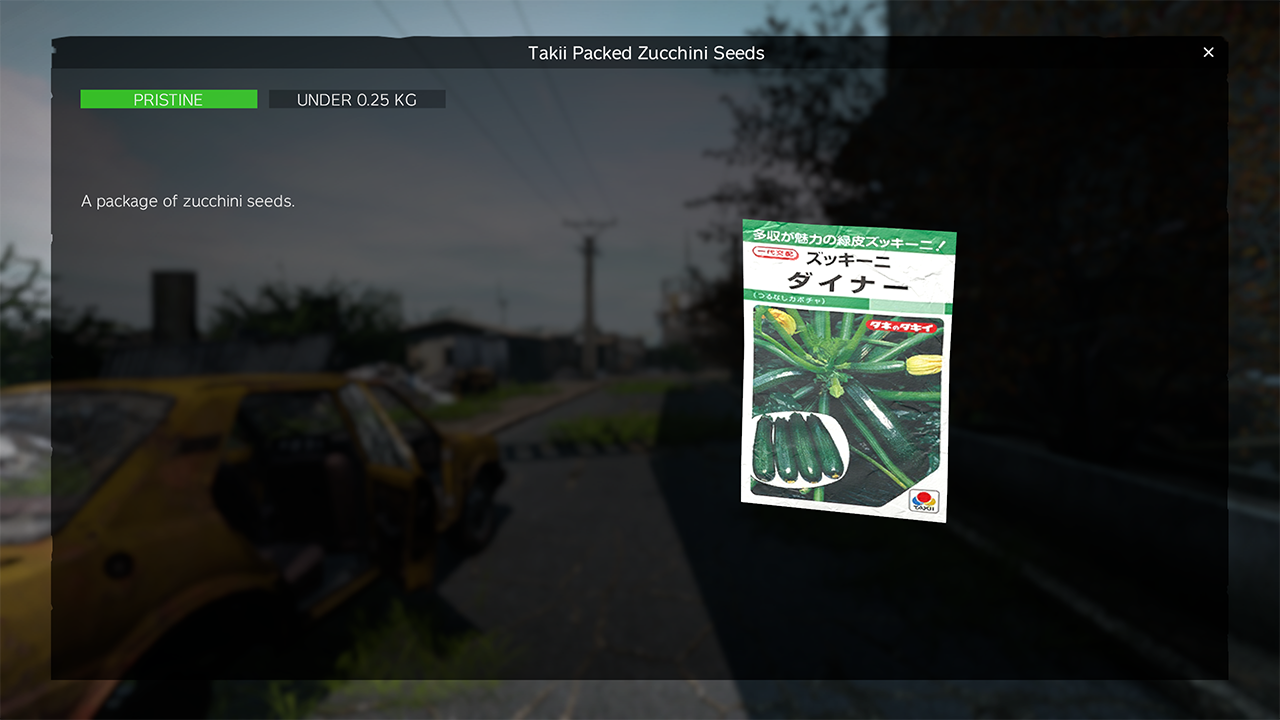 Takii Packed Zucchini Seeds
PRISTINE
UNDER 0.25 KG
A package of zucchini seeds.
多収が魅力の緑皮ズッキーニ!
一代交配
ズッキーニ
ダイナー
(つるなしカボチャ)
タネのタキイ
TAKII